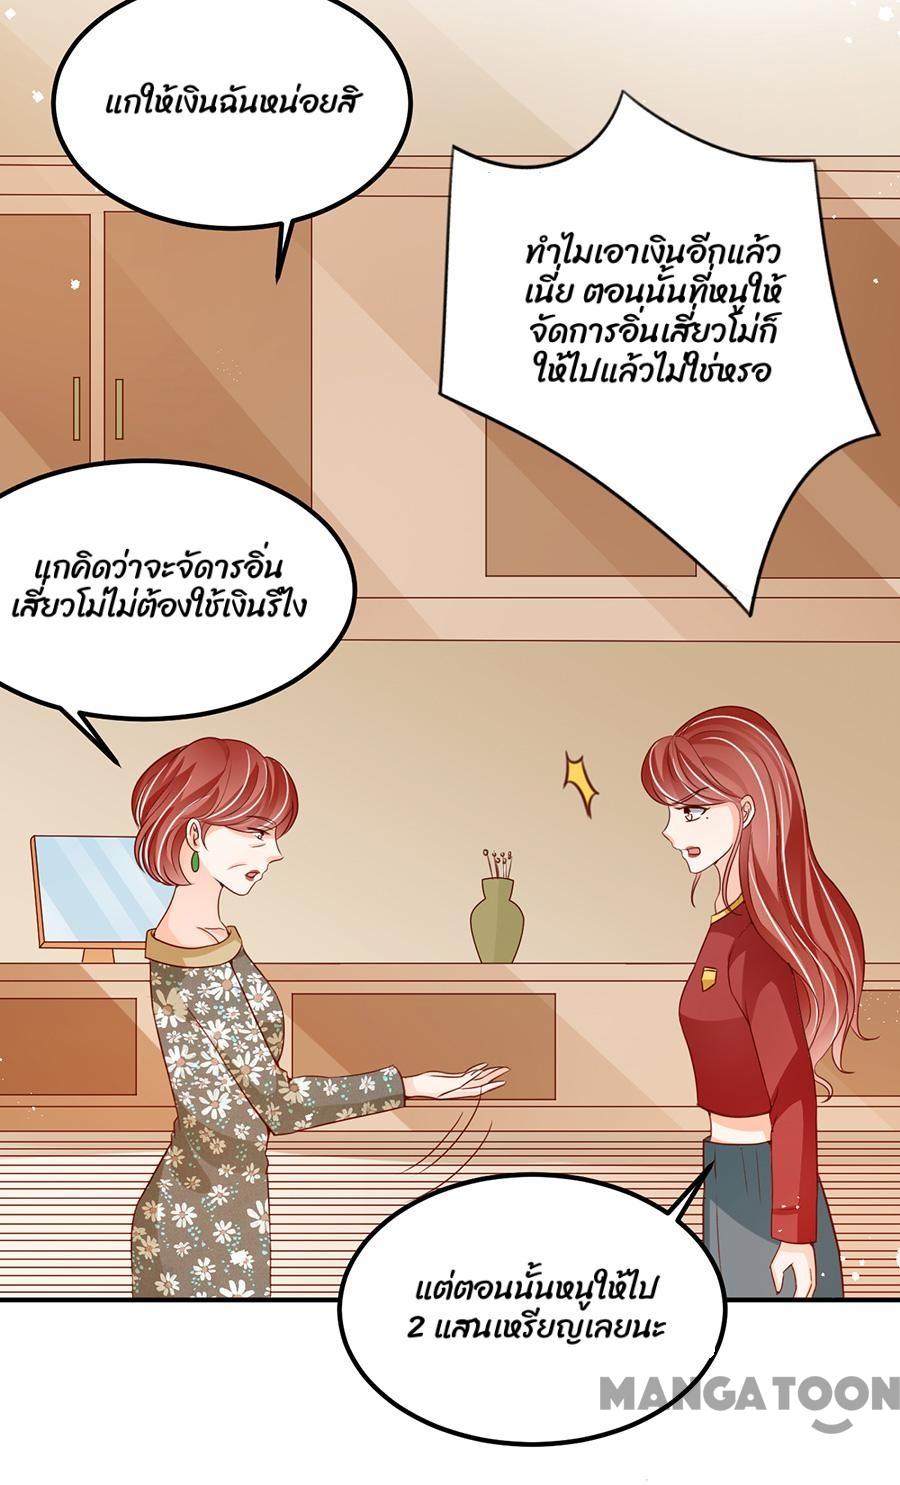 แกให้เงินฉันหน่อยสิ
ทำไมเอาเงินอีกแล้ว
เนี่ย ตอนนั้นที่หนูให้
จัดการอิ่นเสี่ยวโม่ก็
ให้ไปแล้วไม่ใช่หรอ
แกคิดว่าจะจัดารอิ่น
เสี่ยวโม่ไม่ต้องใช้เงินรึไง
แต่ตอนนั้นหนูให้ไป
2 แสนเหรียญเลยนะ
MANGATOON